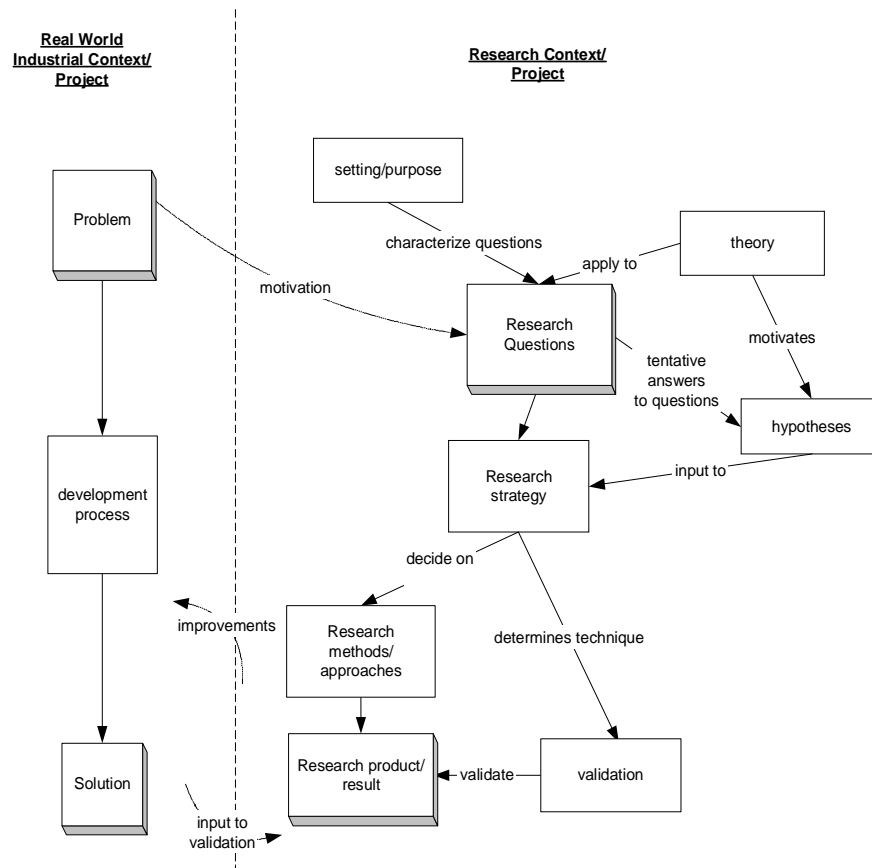 Real World
Industrial Context/
Project
Research Context/
Project
setting/purpose
Problem
characterize questions
theory
apply to
motivation
Research
Questions
motivates
tentative
answers
to questions
hypotheses
development
process
Research
strategy
input to
decide on
improvements
Research
methods/
approaches
determines technique
Solution
Research product/
result
validate
validation
input to
validation